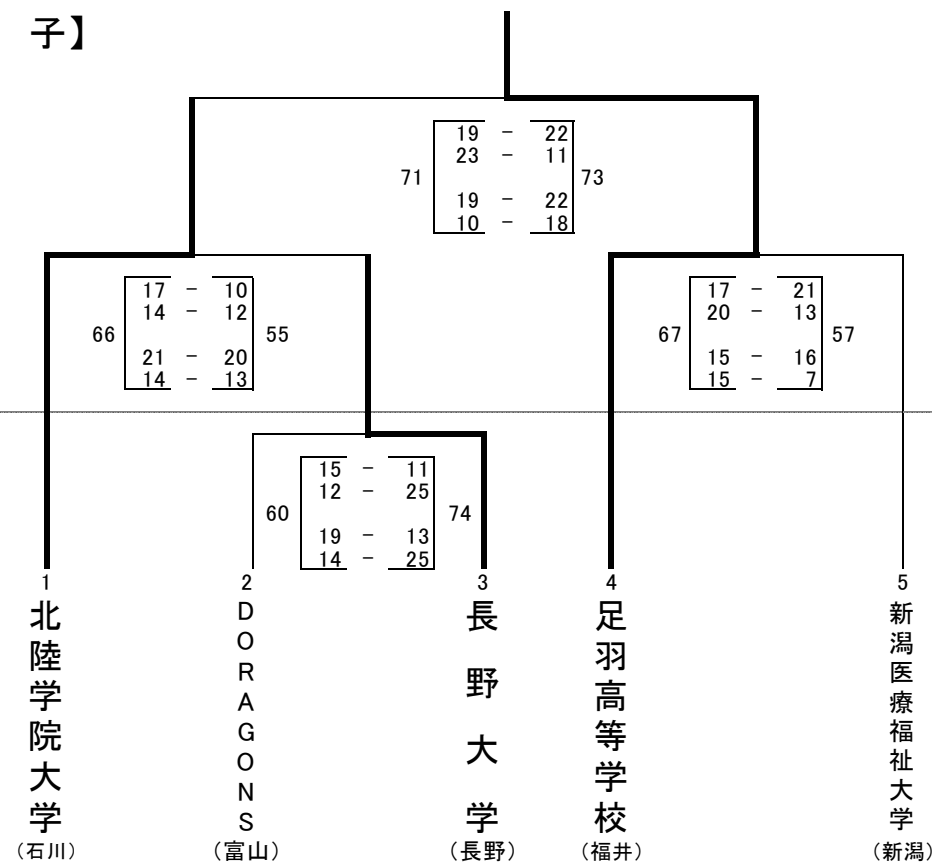 子】
19 - 22
23 - 11
71 73
19 - 22
10 - 18
17 - 10
14 - 12
66 55
21 - 20
14 - 13
17 - 21
20 - 13
67 57
15 - 16
15 - 7
15 - 11
12 - 25
60 74
19 - 13
14 - 25
1
北陸学院大学
（石川）
2
DORAGONS
（富山）
3
長野大学
（長野）
4
足羽高等学校
（福井）
5
新潟医療福祉大学
（新潟）